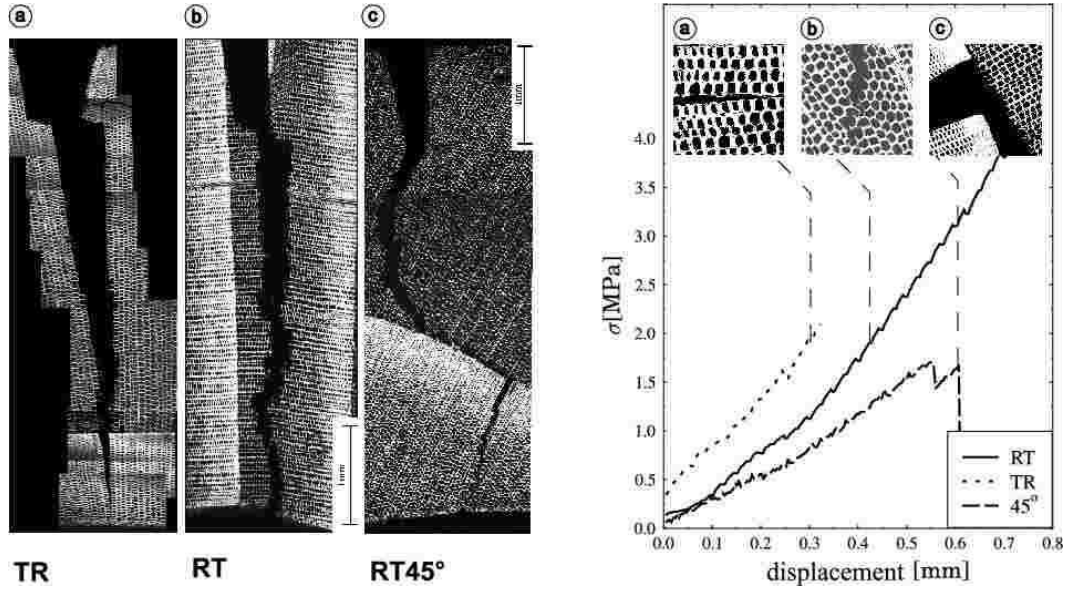 a b c
1mm
1mm
TR RT RT45°
a b c
4.0
3.5
3.0
2.5
2.0
1.5
1.0
0.5
0.0
σ[MPa]
RT
TR
45°
0.0 0.1 0.2 0.3 0.4 0.5 0.6 0.7 0.8
displacement [mm]